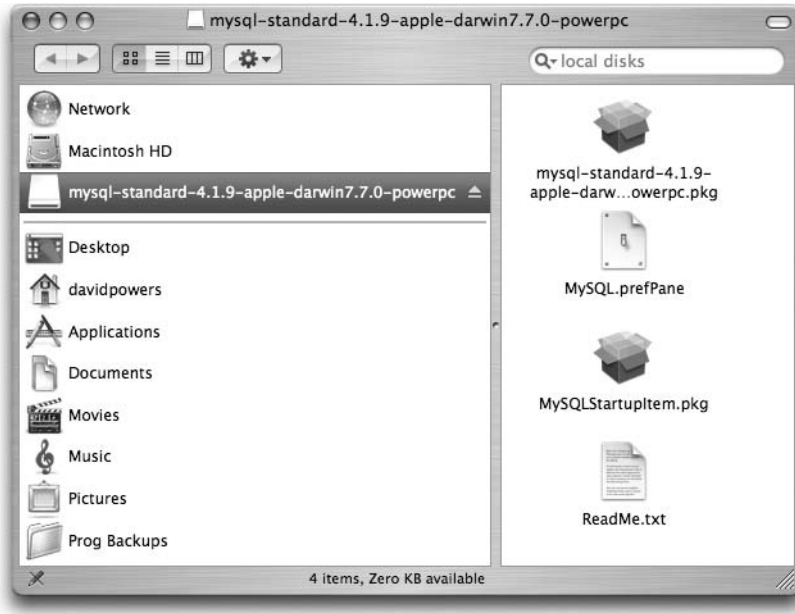 mysql-standard-4.1.9-apple-darwin7.7.0-powerpc
local disks
Network
Macintosh HD
mysql-standard-4.1.9-apple-darwin7.7.0-powerpc
Desktop
davidpowers
Applications
Documents
Movies
Music
Pictures
Prog Backups
mysql-standard-4.1.9-
apple-darw...owerpc.pkg
MySQL.prefPane
MySQLStartupItem.pkg
ReadMe.txt
4 items, Zero KB available